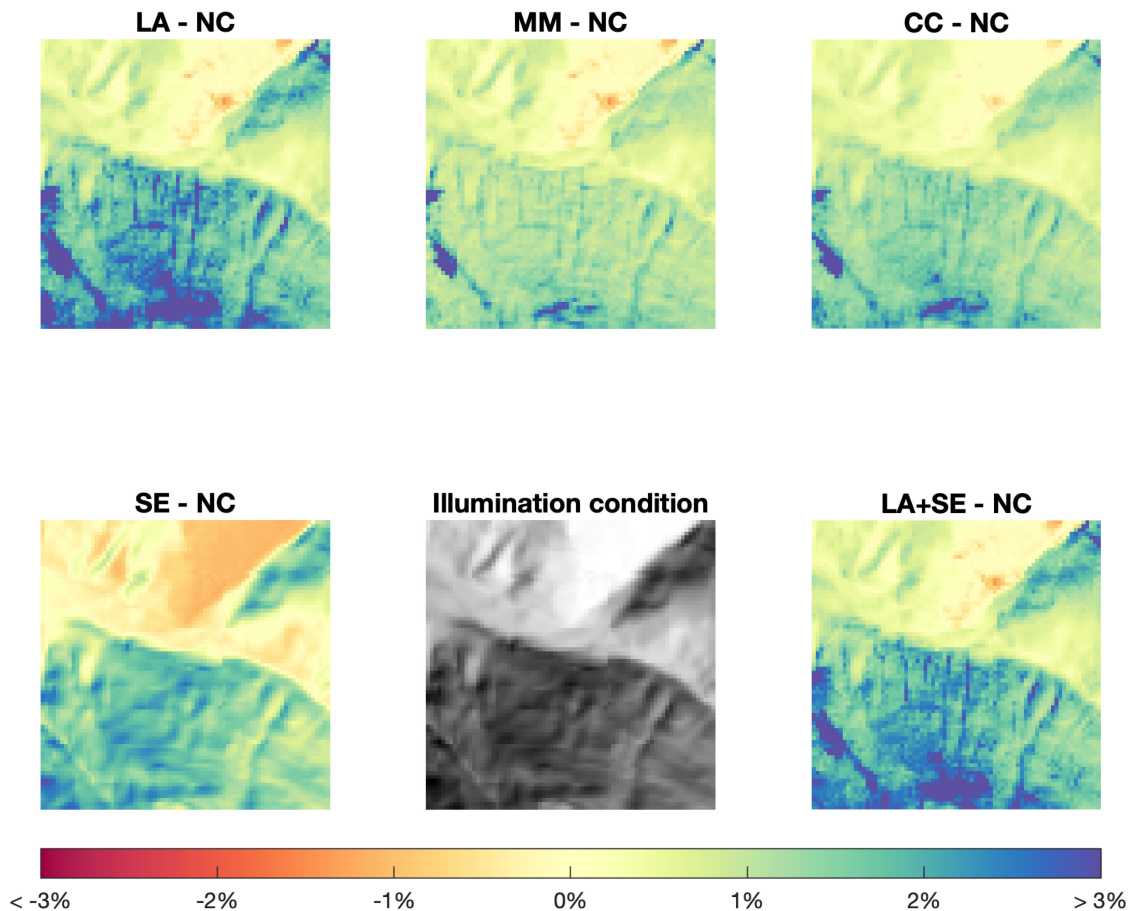 LA - NC MM - NC CC - NC
SE - NC Illumination condition LA+SE - NC
< -3% -2% -1% 0% 1% 2% > 3%